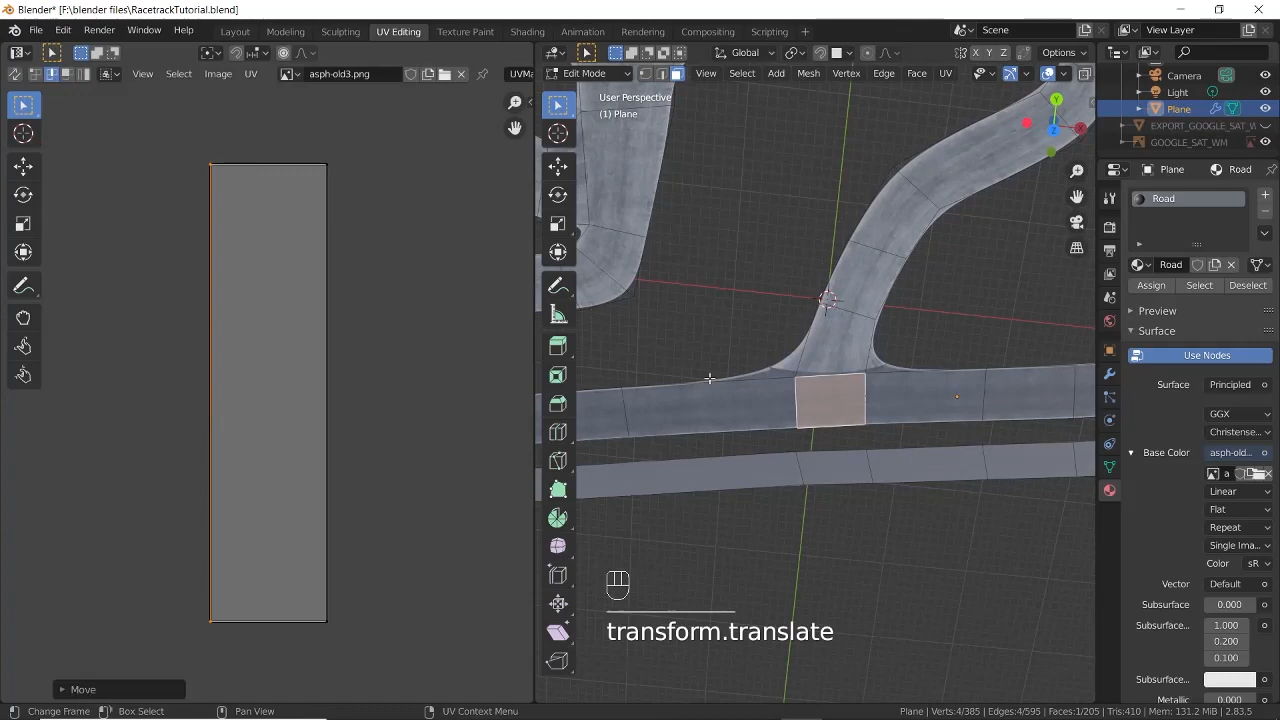 Blender* [F:\blender files\RacetrackTutorial.blend]
File Edit Render Window Help Layout Modeling Sculpting UV Editing Texture Paint Shading Animation Rendering Compositing Scripting + Scene View Layer
Global X Y Z Options
View Select Image UV asph-old3.png UVMa
Edit Mode View Select Add Mesh Vertex Edge Face UV
User Perspective
(1) Plane
Y
X
Z
Camera
Light
Plane
EXPORT_GOOGLE_SAT_W
GOOGLE_SAT_WM
Plane Road
Road
Road
Assign Select Deselect
Preview
Surface
Use Nodes
Surface Principled
GGX
Christense..
Base Color asph-old...
a
Linear
Flat
Repeat
Single Ima...
Color sR
Vector Default
Subsurface 0.000
Subsurface... 1.000
0.200
0.100
Subsurface...
Metallic 0.000
transform.translate
Move
Change Frame Box Select Pan View UV Context Menu Plane | Verts:4/385 | Edges:4/595 | Faces:1/205 | Tris:410 | Mem: 131.2 MiB | 2.83.5